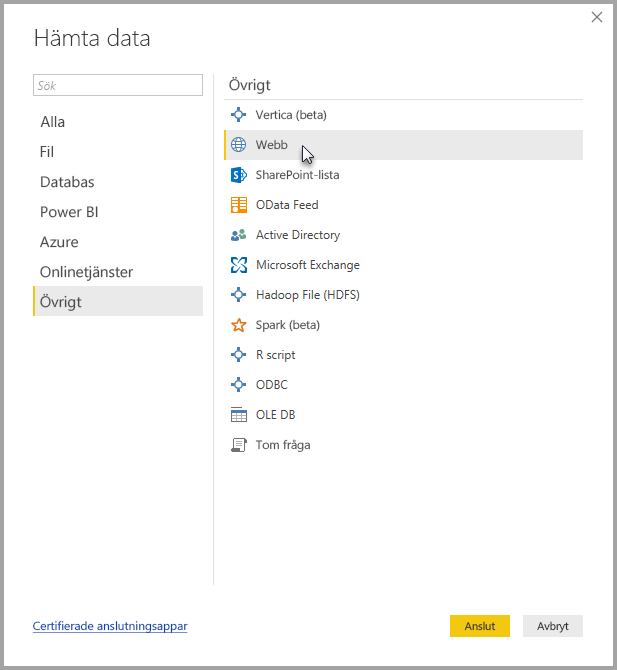 Hämta data
Sök
Alla
Fil
Databas
Power BI
Azure
Onlinetjänster
Övrigt
Övrigt
Vertica (beta)
Webb
SharePoint-lista
OData Feed
Active Directory
Microsoft Exchange
Hadoop File (HDFS)
Spark (beta)
R script
ODBC
OLE DB
Tom fråga
Certifierade anslutningsappar
Anslut
Avbryt